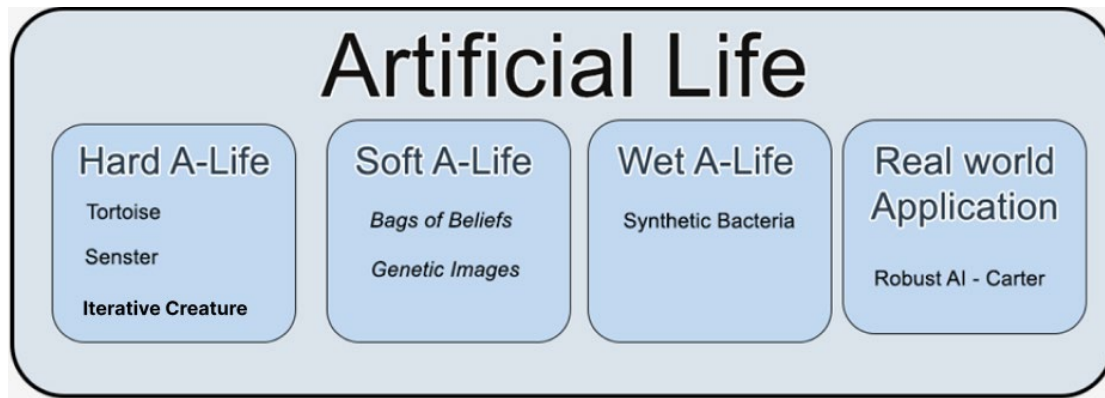 Artificial Life
Hard A-Life
Tortoise
Senster
Iterative Creature
Soft A-Life
Bags of Beliefs
Genetic Images
Wet A-Life
Synthetic Bacteria
Real world
Application
Robust AI - Carter